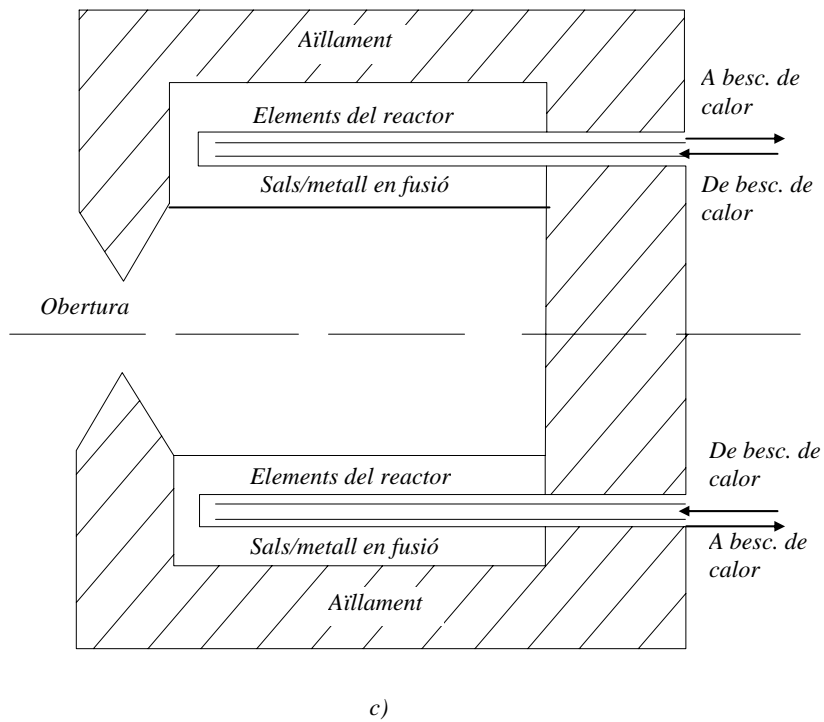 Aïllament
A besc. de
calor
Elements del reactor
Sals/metall en fusió
De besc. de
calor
Obertura
De besc. de
calor
Elements del reactor
Sals/metall en fusió
A besc. de
calor
Aïllament
c)